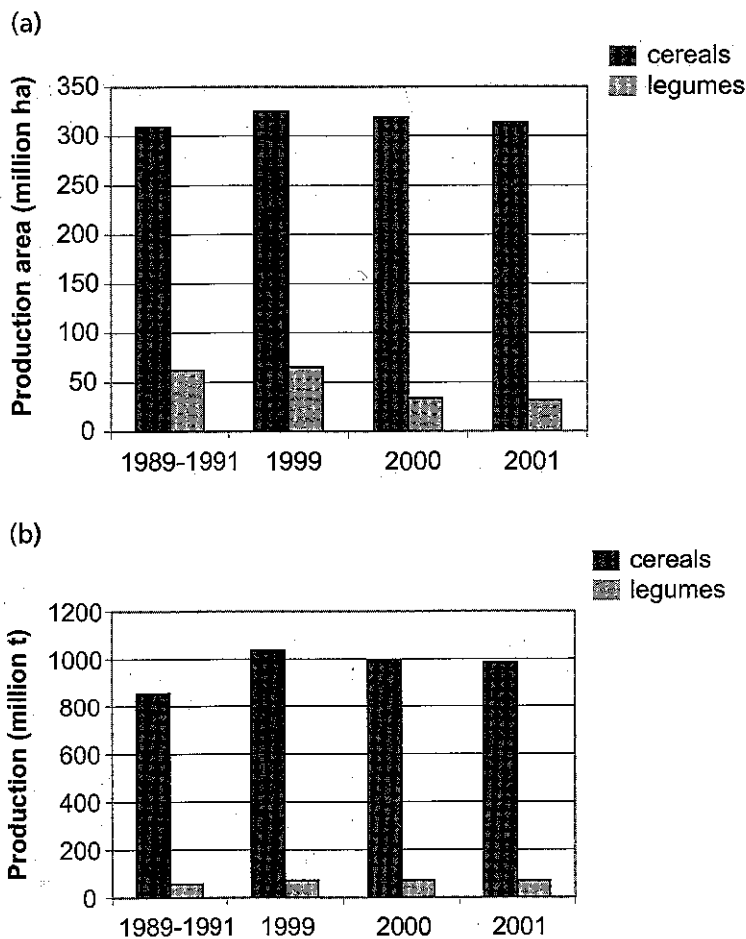 (a)
cereals
legumes
Production area (million ha)
350
300
250
200
150
100
50
0
1989-1991 1999 2000 2001
(b)
cereals
legumes
Production (million t)
1200
1000
800
600
400
200
0
1989-1991 1999 2000 2001